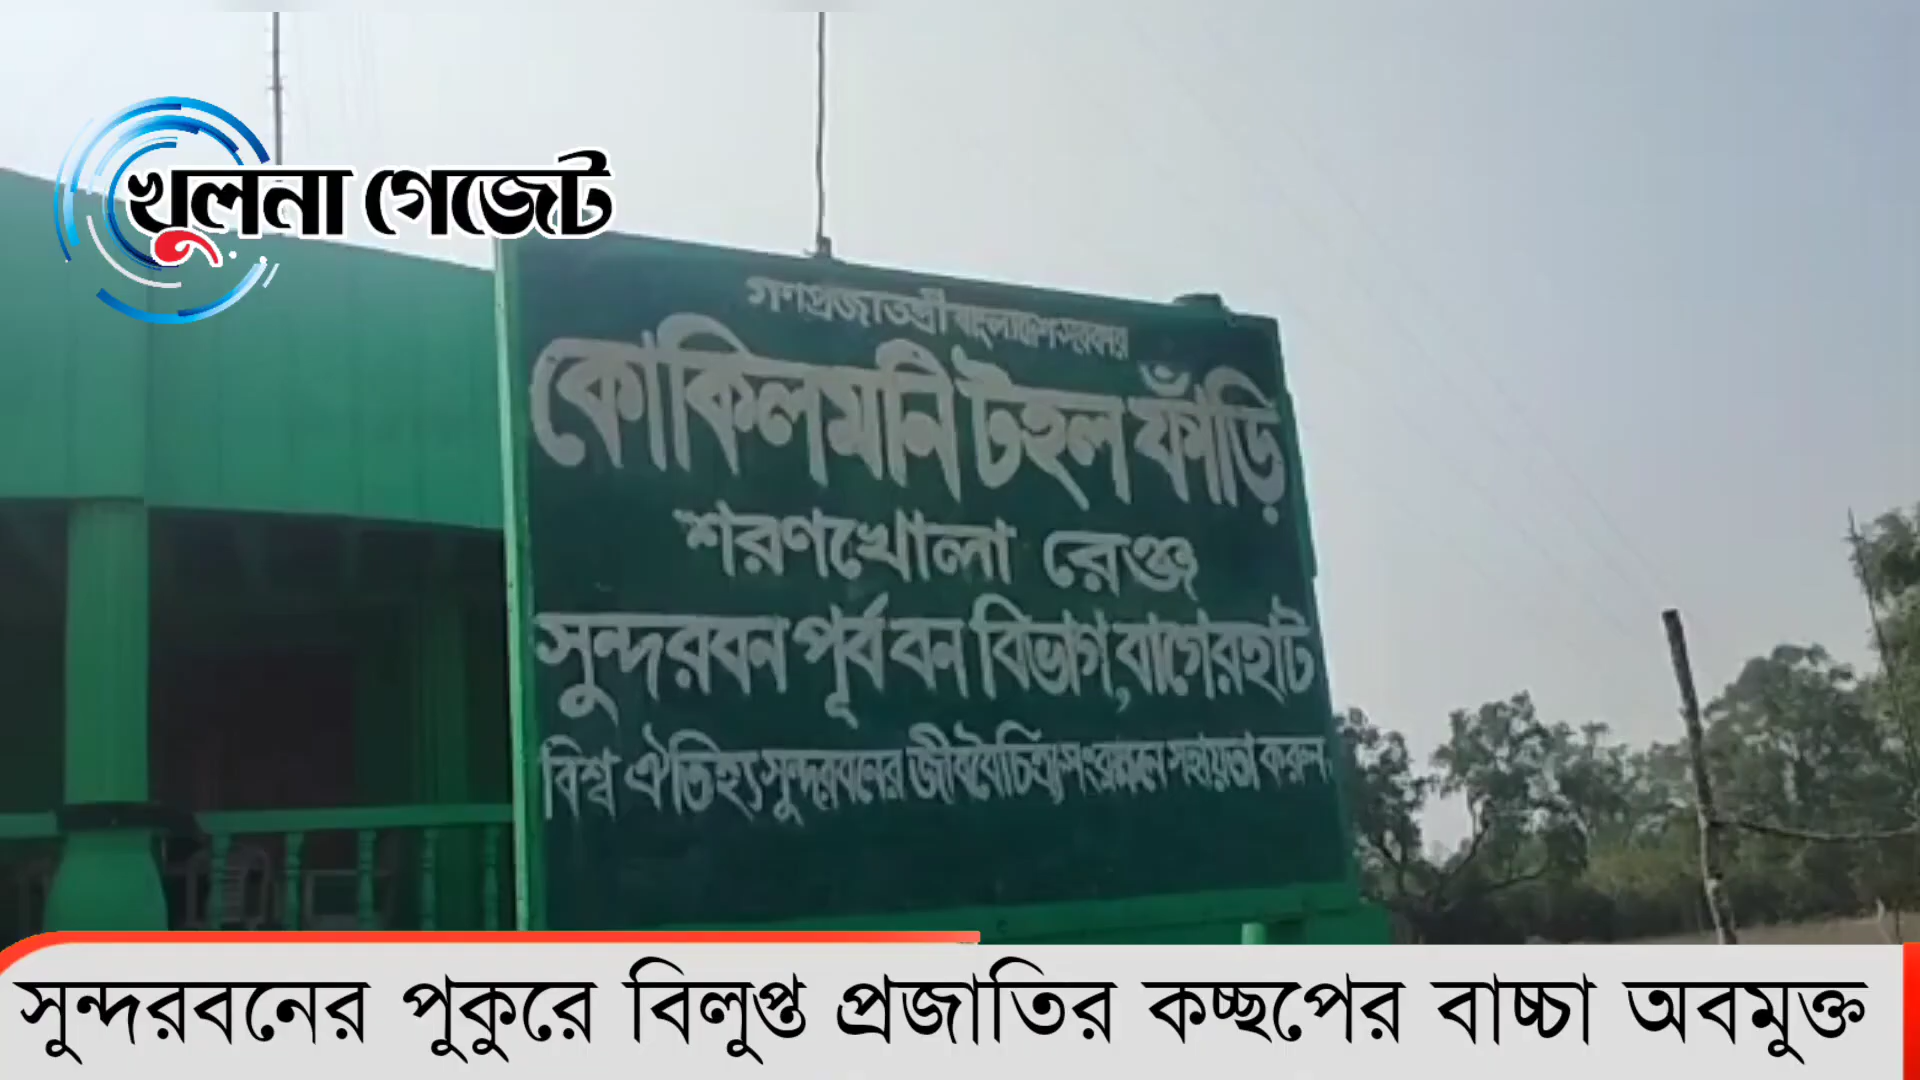 খুলনা গেজেট
গণপ্রজাতন্ত্রী বাংলাদেশ সরকার
কোকিলমনি টহল ফাঁড়ি
শরণখোলা রেঞ্জ
সুন্দরবন পূর্ব বন বিভাগ, বাগেরহাট
বিশ্ব ঐতিহ্য সুন্দরবনের জীববৈচিত্র্য সংরক্ষনে সহায়তা করুন.
সুন্দরবনের পুকুরে বিলুপ্ত প্রজাতির কচ্ছপের বাচ্চা অবমুক্ত